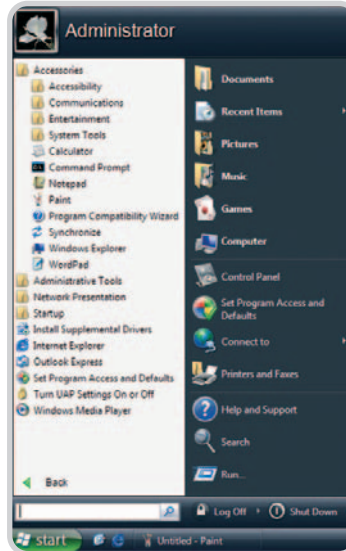 Administrator
Accessories
Accessibility
Communications
Entertainment
System Tools
Calculator
Command Prompt
Notepad
Paint
Program Compatibility Wizard
Synchronize
Windows Explorer
WordPad
Administrative Tools
Network Presentation
Startup
Install Supplemental Drivers
Internet Explorer
Outlook Express
Set Program Access and Defaults
Turn UAP Settings On or Off
Windows Media Player
Back
Documents
Recent Items
Pictures
Music
Games
Computer
Control Panel
Set Program Access and
Defaults
Connect to
Printers and Faxes
Help and Support
Search
Run...
Log Off
Shut Down
start
Untitled - Paint